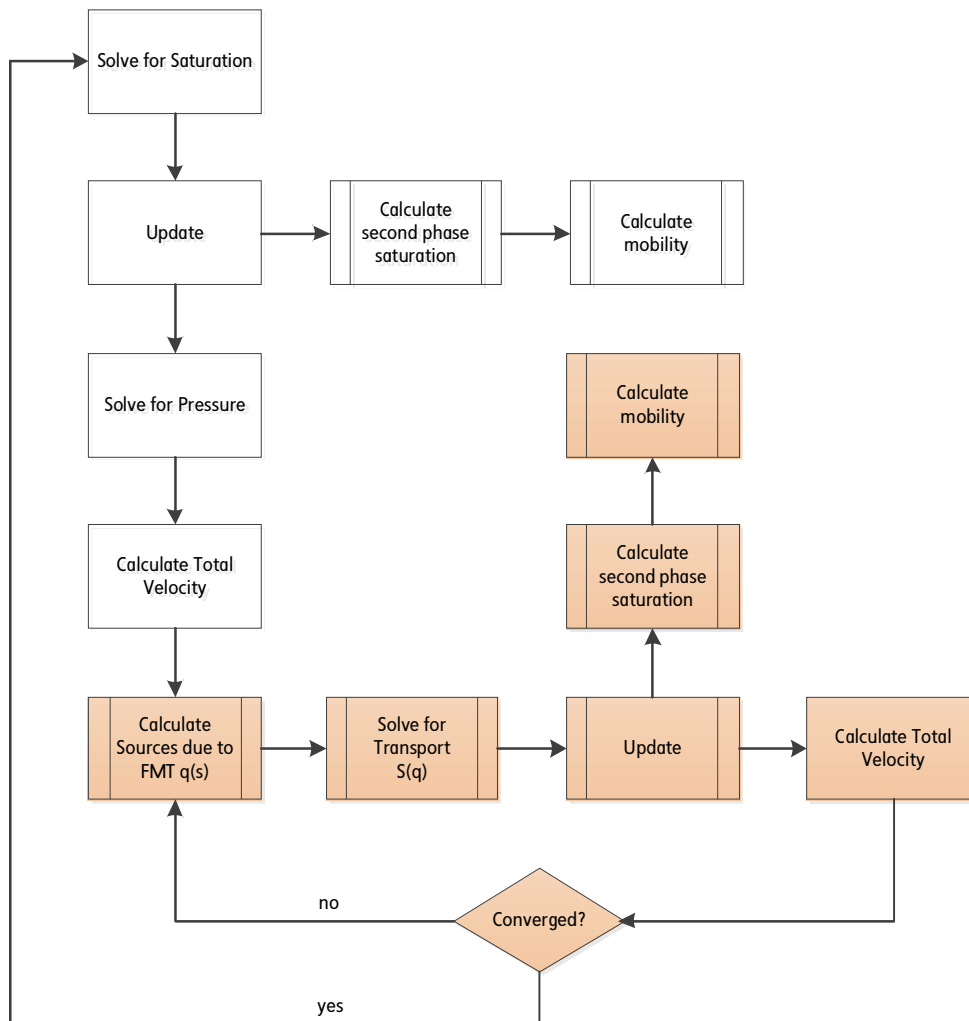 Solve for Saturation
Update
Calculate
second phase
saturation
Calculate
mobility
Solve for Pressure
Calculate
mobility
Calculate Total
Velocity
Calculate
second phase
saturation
Calculate
Sources due to
FMT q(s)
Solve for
Transport
S(q)
Update
Calculate Total
Velocity
no
Converged?
yes